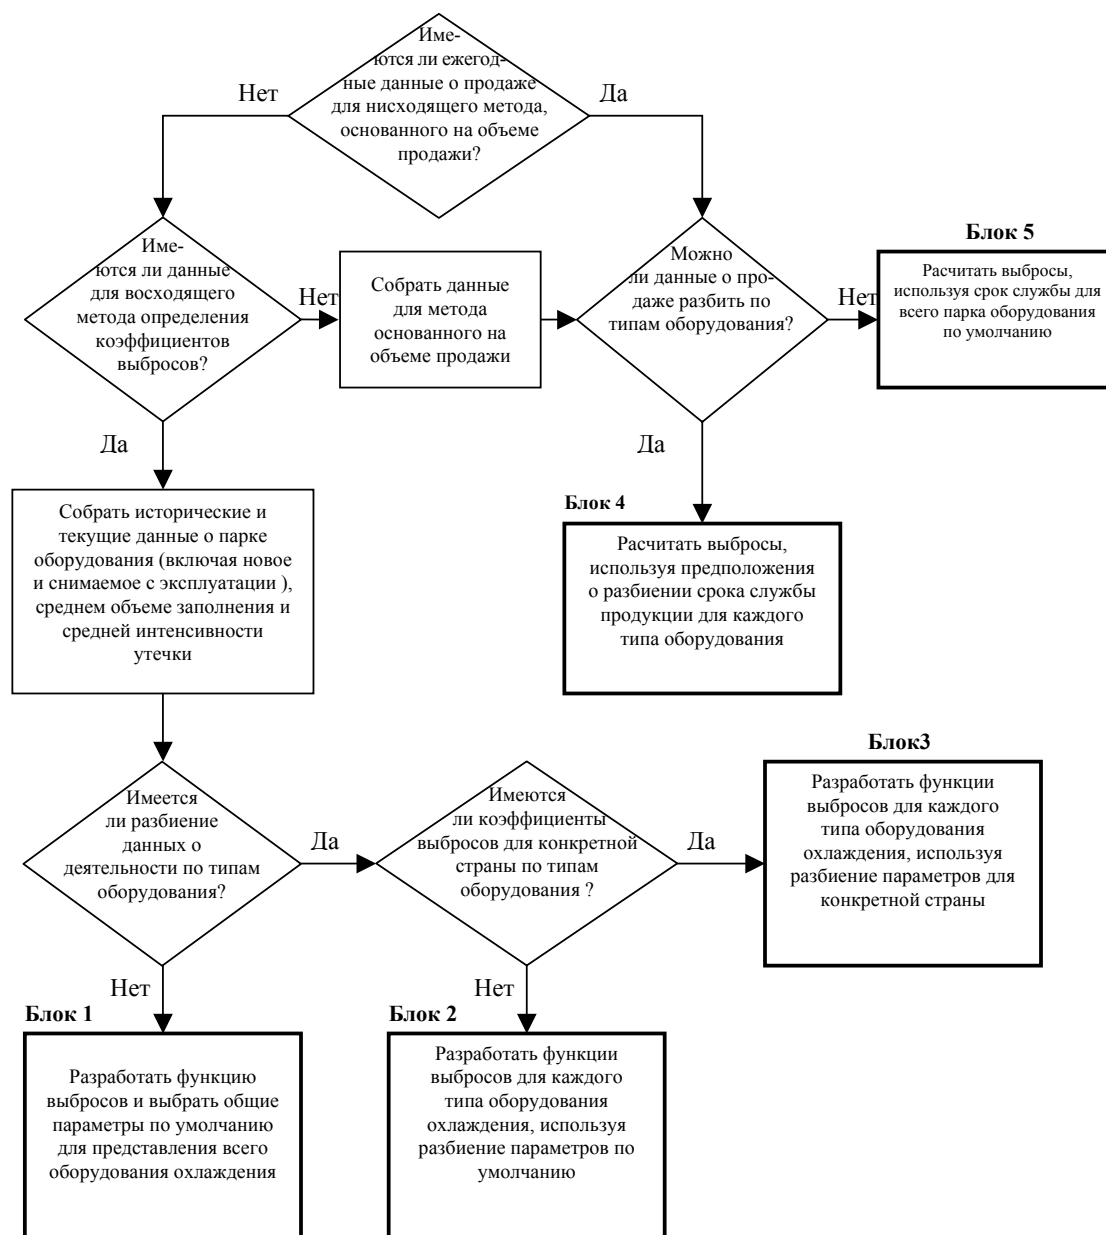 Име-
ются ли ежегод-
ные данные о продаже
для нисходящего метода,
основанного на объеме
продажи?
Нет
Да
Име-
ются ли данные
для восходящего
метода определения
коэффициентов
выбросов?
Нет
Собрать данные
для метода
основанного на
объеме продажи
Можно
ли данные о про-
даже разбить по
типам оборудования?
Нет
Блок 5
Расчитать выбросы,
используя срок службы для
всего парка оборудования
по умолчанию
Да
Да
Собрать исторические и
текущие данные о парке
оборудования (включая новое
и снимаемое с эксплуатации ),
среднем объеме заполнения и
средней интенсивности
утечки
Блок 4
Расчитать выбросы,
используя предположения
о разбиении срока службы
продукции для каждого
типа оборудования
Имеется
ли разбиение
данных о
деятельности по типам
оборудования?
Да
Имеются
ли коэффициенты
выбросов для конкретной
страны по типам
оборудования ?
Да
Блок3
Разработать функции
выбросов для каждого
типа оборудования
охлаждения, используя
разбиение параметров для
конкретной страны
Нет
Нет
Блок 1
Разработать функцию
выбросов и выбрать общие
параметры по умолчанию
для представления всего
оборудования охлаждения
Блок 2
Разработать функции
выбросов для каждого
типа оборудования
охлаждения, используя
разбиение параметров по
умолчанию